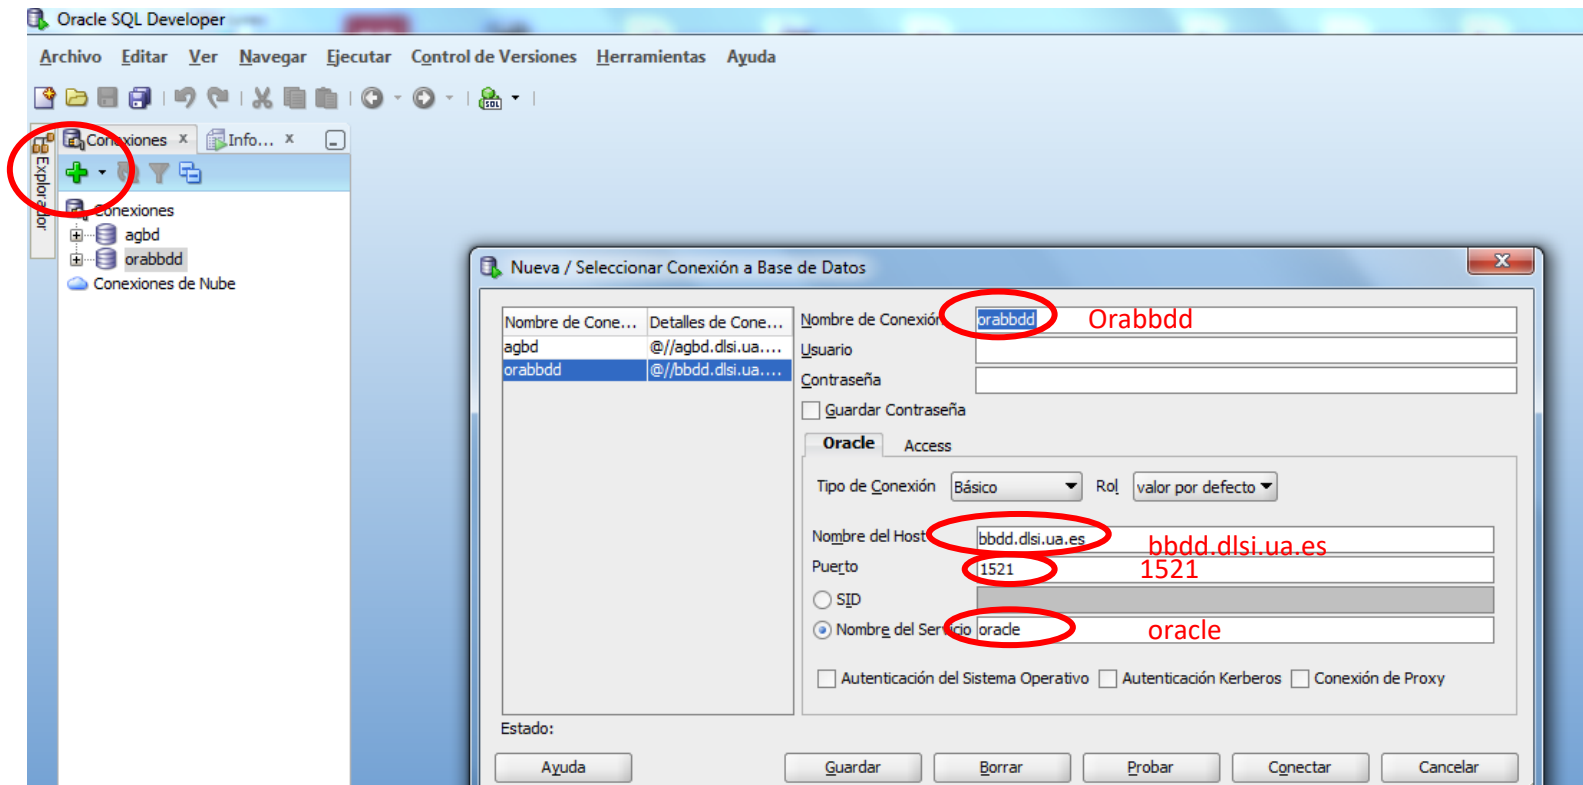 Oracle SQL Developer
Archivo Editar Ver Navegar Ejecutar Control de Versiones Herramientas Ayuda
SQL
Explorador
Conexiones x Info... x
Conexiones
agbd
orabbdd
Conexiones de Nube
Nueva / Seleccionar Conexión a Base de Datos
Nombre de Cone... Detalles de Cone...
agbd @//agbd.dlsi.ua....
orabbdd @//bbdd.dlsi.ua....
Nombre de Conexión orabbdd Orabbdd
Usuario
Contraseña
Guardar Contraseña
Oracle Access
Tipo de Conexión Básico Rol valor por defecto
Nombre del Host bbdd.dlsi.ua.es bbdd.dlsi.ua.es
Puerto 1521 1521
SID
Nombre del Servicio oracle oracle
Autenticación del Sistema Operativo Autenticación Kerberos Conexión de Proxy
Estado:
Ayuda Guardar Borrar Probar Conectar Cancelar